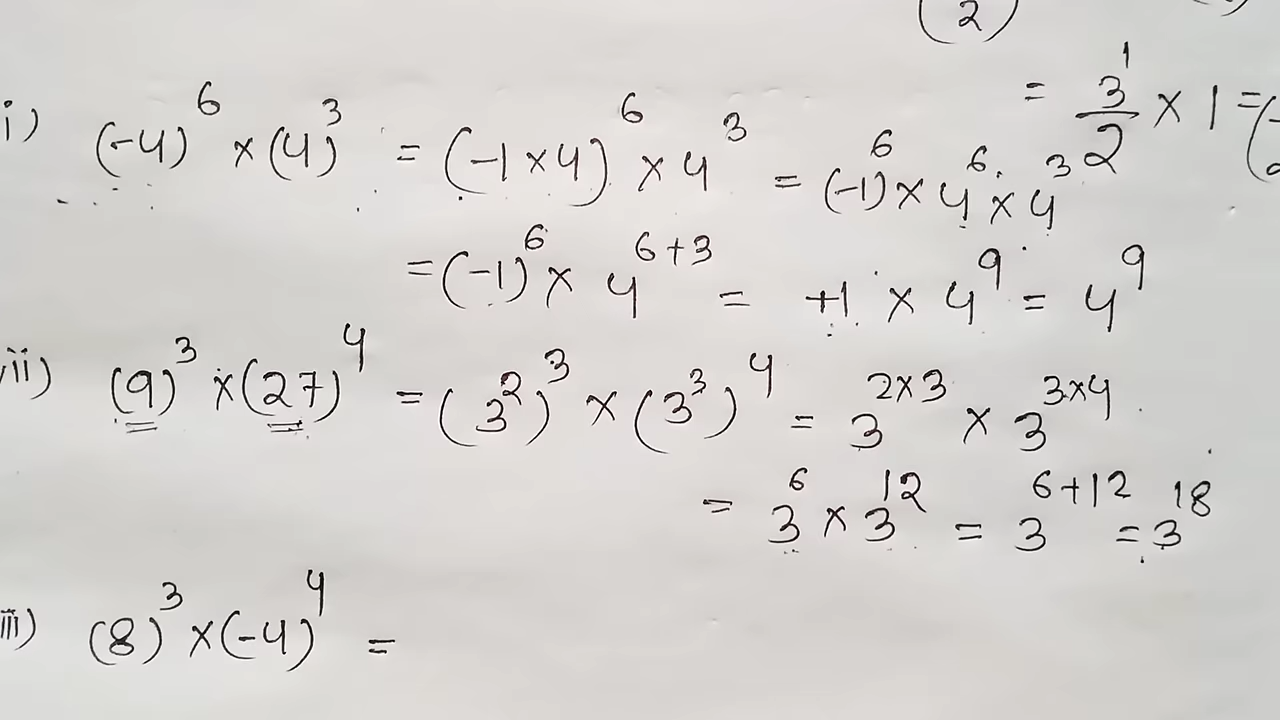 (2)
= 3¹/2 × 1 = (
i) (-4)⁶ × (4)³ = (-1×4)⁶ × 4³ = (-1)⁶ × 4⁶ × 4³
= (-1)⁶ × 4⁶⁺³ = +1 × 4⁹ = 4⁹
ii) (9)³ × (27)⁴ = (3²)³ × (3³)⁴ = 3²ˣ³ × 3³ˣ⁴
= 3⁶ × 3¹² = 3⁶⁺¹² = 3¹⁸
iii) (8)³ × (-4)⁴ =